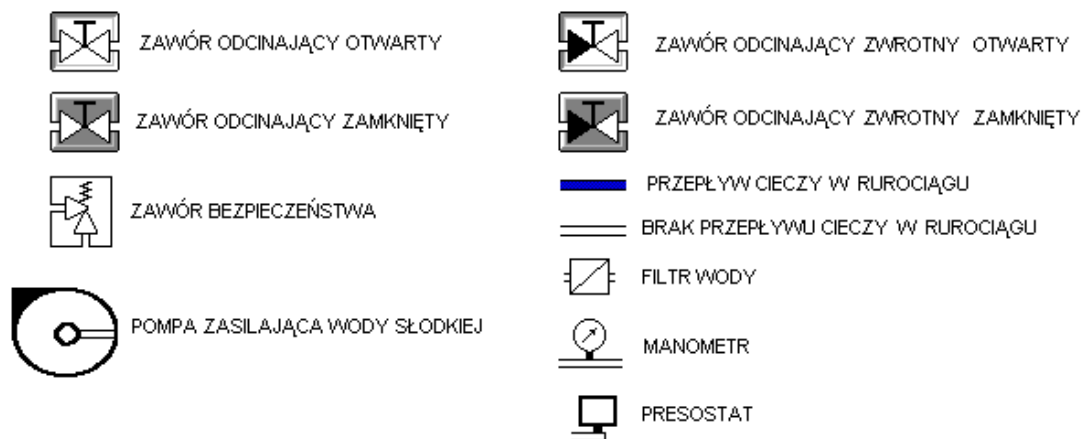 ZAWÓR ODCINAJĄCY OTWARTY
ZAWÓR ODCINAJĄCY ZAMKNIĘTY
ZAWÓR BEZPIECZEŃSTWA
POMPA ZASILAJĄCA WODY SŁODKIEJ
ZAWÓR ODCINAJĄCY ZWROTNY OTWARTY
ZAWÓR ODCINAJĄCY ZWROTNY ZAMKNIĘTY
PRZEPŁYW CIECZY W RUROCIĄGU
BRAK PRZEPŁYWU CIECZY W RUROCIĄGU
FILTR WODY
MANOMETR
PRESOSTAT